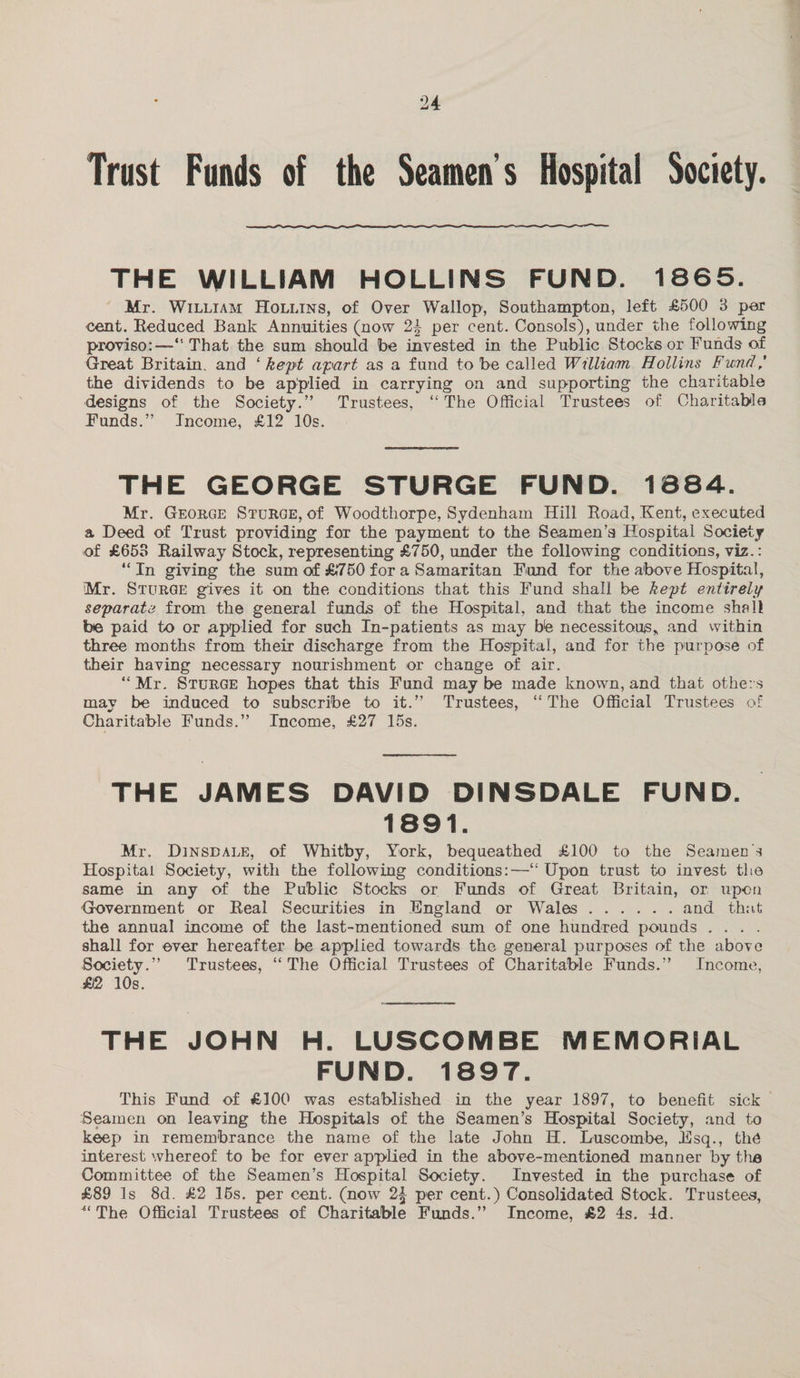 24
Trust Funds of the Seamen's Hospital Society.
THE WILLIAM HOLLINS FUND. 1865.
Mr. WILLIAM HOLLINS, of Over Wallop, Southampton, left £500 3 per
cent. Reduced Bank Annuities (now 2½ per cent. Consols), under the following
proviso:—“ That the sum should be invested in the Public Stocks or Funds of
Great Britain. and ‘ kept apart as a fund to be called William Hollins Fund,’
the dividends to be applied in carrying on and supporting the charitable
designs of the Society.” Trustees, “ The Official Trustees of Charitable
Funds.” Income, £12 10s.
THE GEORGE STURGE FUND. 1884.
Mr. GEORGE STURGE, of Woodthorpe, Sydenham Hill Road, Kent, executed
a Deed of Trust providing for the payment to the Seamen's Hospital Society
of £653 Railway Stock, representing £750, under the following conditions, viz.:
“In giving the sum of £750 for a Samaritan Fund for the above Hospital,
Mr. STURGE gives it on the conditions that this Fund shall be kept entirely
separate from the general funds of the Hospital, and that the income shall
be paid to or applied for such In-patients as may be necessitous, and within
three months from their discharge from the Hospital, and for the purpose of
their having necessary nourishment or change of air.
“ Mr. STURGE hopes that this Fund may be made known, and that others
may be induced to subscribe to it.” Trustees, “ The Official Trustees of
Charitable Funds.” Income, £27 15s.
THE JAMES DAVID DINSDALE FUND.
1891.
Mr. DINSDALE, of Whitby, York, bequeathed £100 to the Seamen's
Hospital Society, with the following conditions:—“ Upon trust to invest the
same in any of the Public Stocks or Funds of Great Britain, or upon
Government or Real Securities in England or Wales . . . . . . and that
the annual income of the last-mentioned sum of one hundred pounds . . . .
shall for ever hereafter be applied towards the general purposes of the above
Society.” Trustees, “ The Official Trustees of Charitable Funds.” Income,
£2 10s.
THE JOHN H. LUSCOMBE MEMORIAL
FUND. 1897.
This Fund of £100 was established in the year 1897, to benefit sick
Seamen on leaving the Hospitals of the Seamen's Hospital Society, and to
keep in remembrance the name of the late John H. Luscombe, Esq., the
interest whereof to be for ever applied in the above-mentioned manner by the
Committee of the Seamen's Hospital Society. Invested in the purchase of
£89 1s 8d. £2 15s. per cent. (now 2½ per cent.) Consolidated Stock. Trustees,
“ The Official Trustees of Charitable Funds.” Income, £2 4s. 4d.